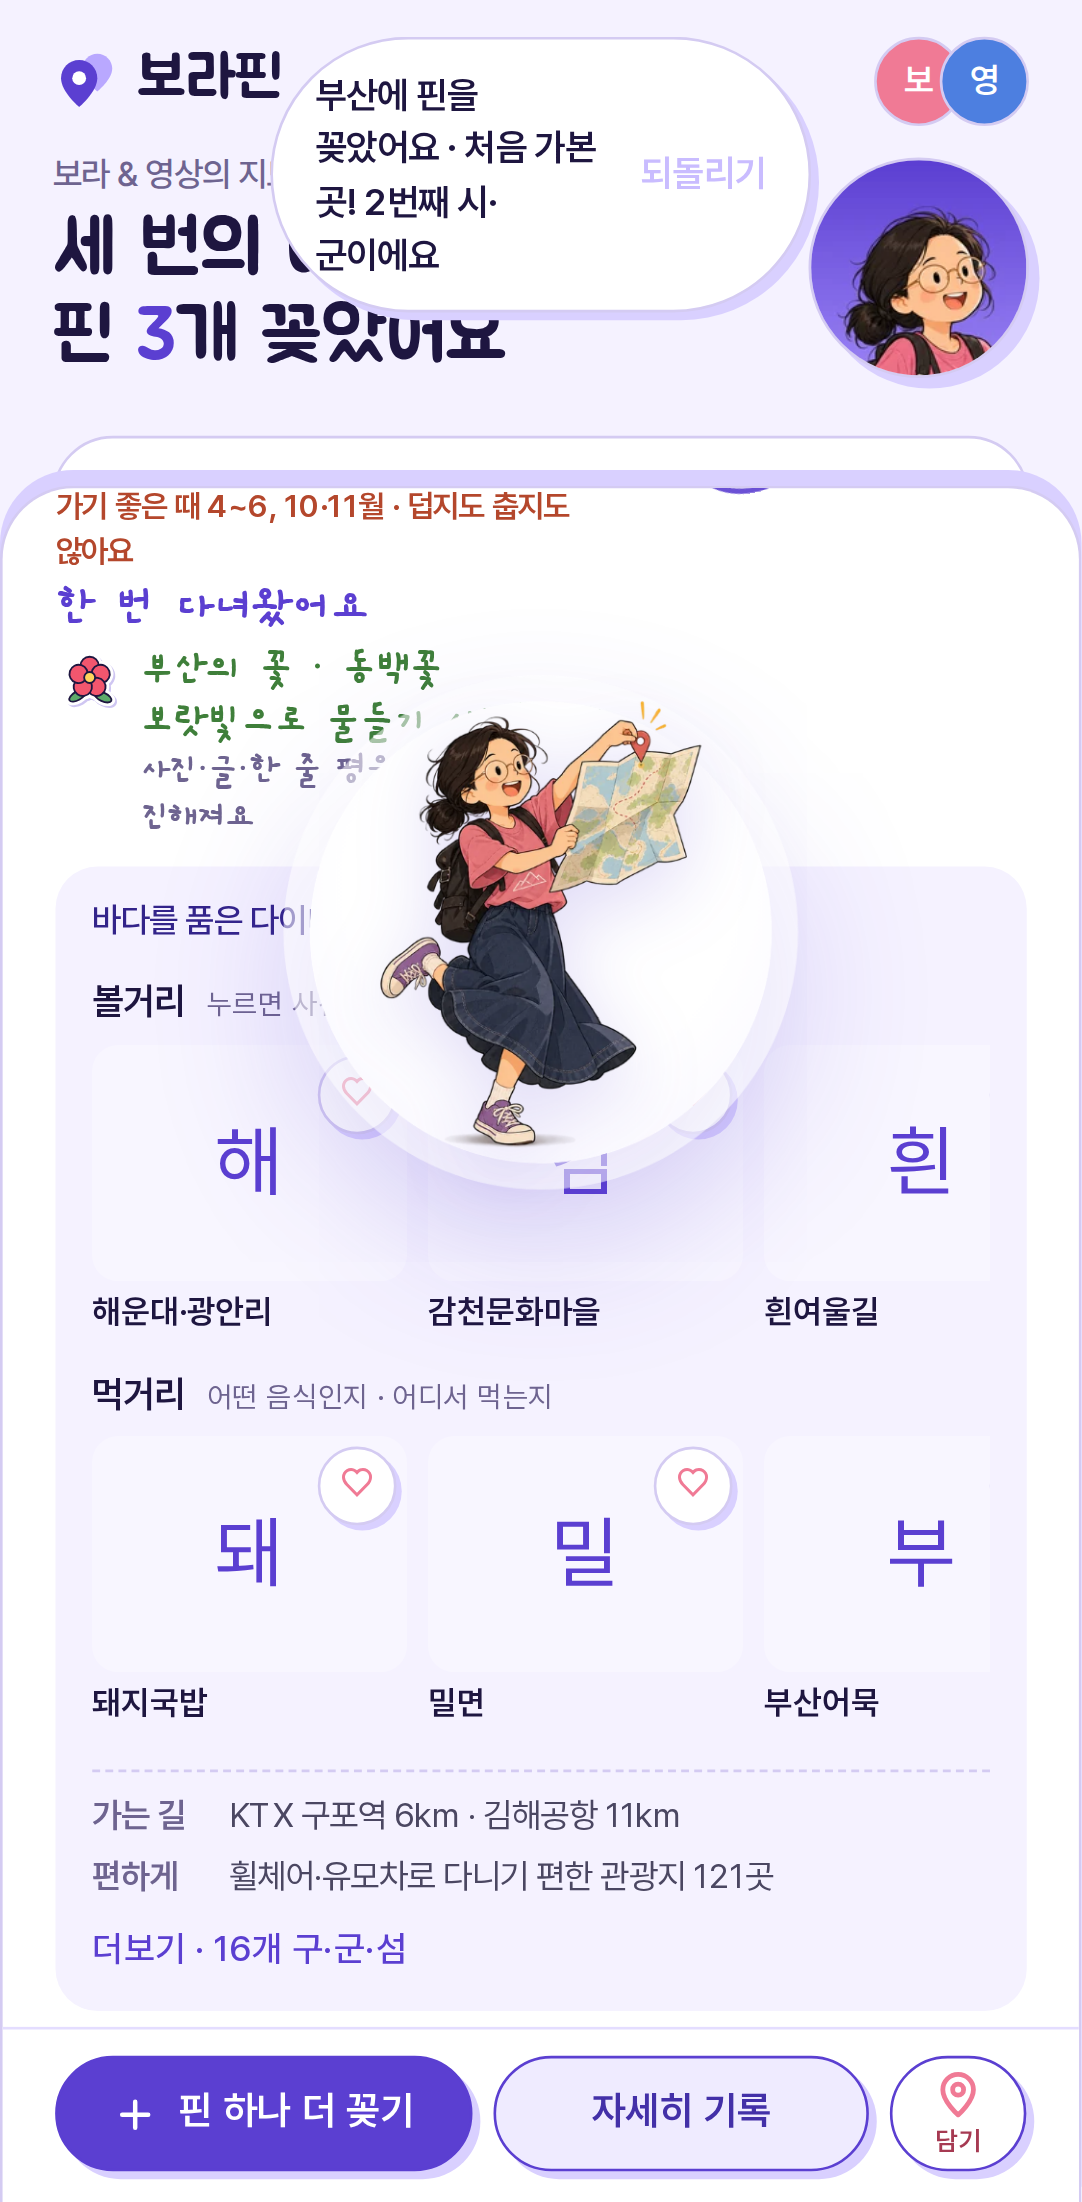 보라핀
보 영
부산에 핀을
꽂았어요 · 처음 가본
곳! 2번째 시·
군이에요
되돌리기
보라 & 영상의
세 번의
핀 3개 꽂았어요
가기 좋은 때 4~6, 10·11월 · 덥지도 춥지도
않아요
한 번 다녀왔어요
부산의 꽃 · 동백꽃
보랏빛으로 물들
사진·글·한 줄
진해져요
바다를 품은
볼거리 누르면
해
흰
해운대·광안리
감천문화마을
흰여울길
먹거리 어떤 음식인지 · 어디서 먹는지
돼
밀
부
돼지국밥
밀면
부산어묵
가는 길 KTX 구포역 6km · 김해공항 11km
편하게 휠체어·유모차로 다니기 편한 관광지 121곳
더보기 · 16개 구·군·섬
+ 핀 하나 더 꽂기
자세히 기록
담기